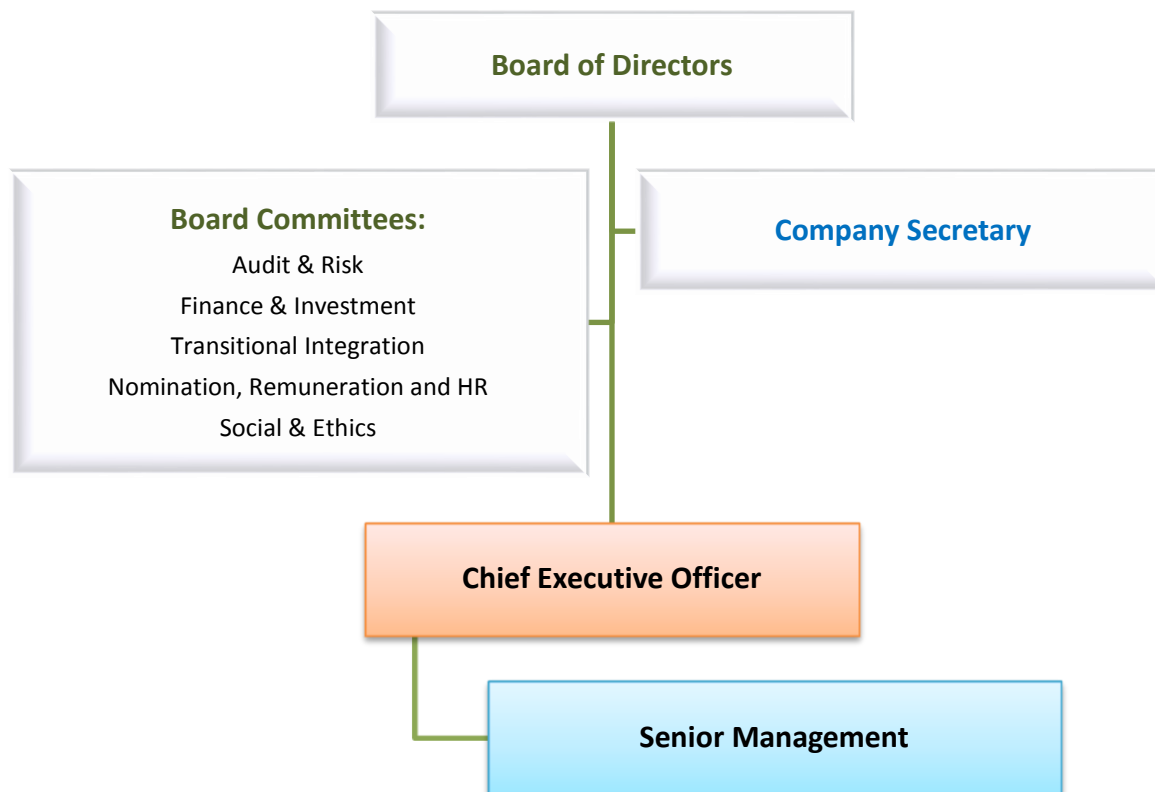 Board of Directors
Board Committees:
Audit & Risk
Finance & Investment
Transitional Integration
Nomination, Remuneration and HR
Social & Ethics
Company Secretary
Chief Executive Officer
Senior Management